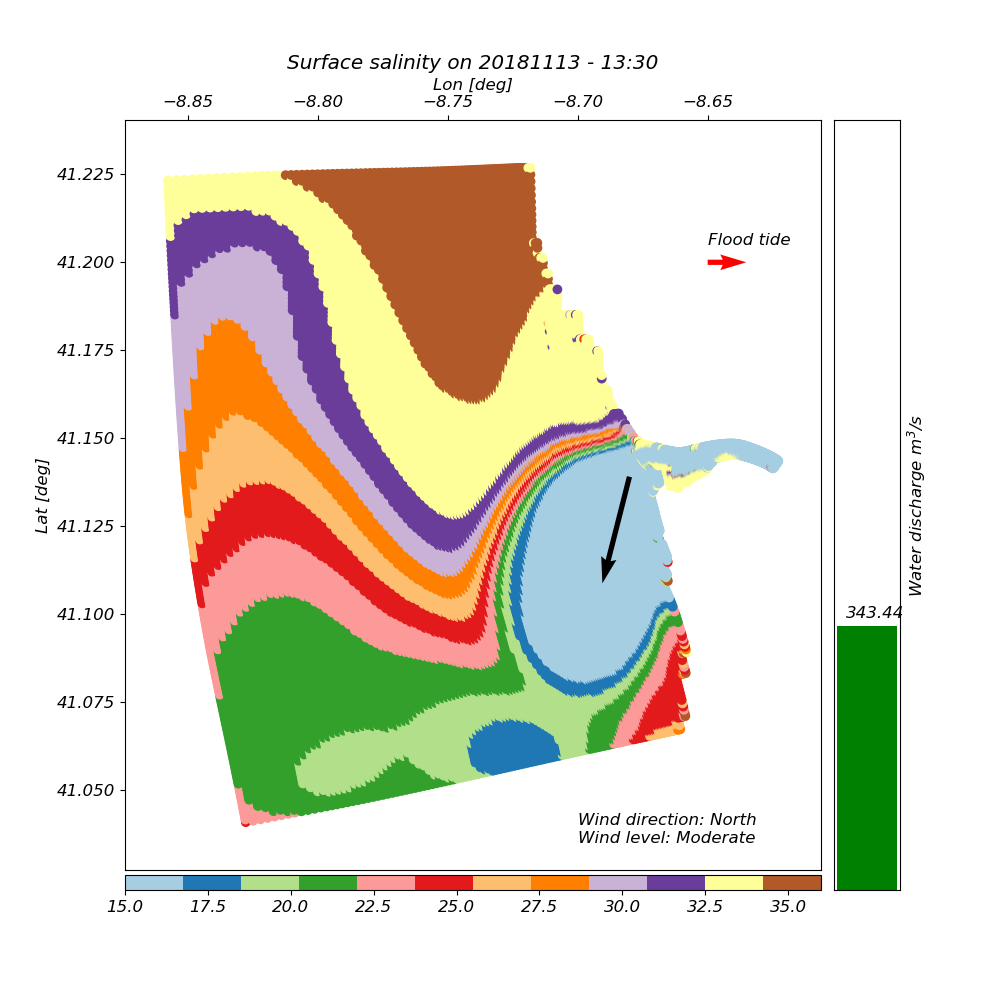 Surface salinity on 20181113 - 13:30
Lon [deg]
−8.85 −8.80 −8.75 −8.70 −8.65
41.225
41.200
41.175
41.150
41.125
41.100
41.075
41.050
Lat [deg]
Flood tide
Water discharge m³/s
343.44
Wind direction: North
Wind level: Moderate
15.0 17.5 20.0 22.5 25.0 27.5 30.0 32.5 35.0